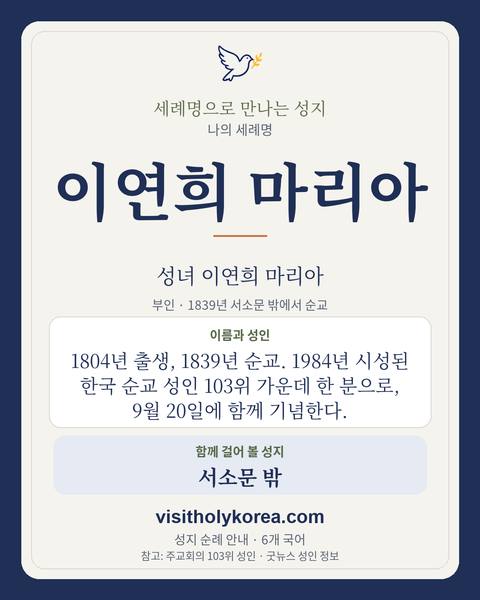 세례명으로 만나는 성지
나의 세례명
이연희 마리아
성녀 이연희 마리아
부인 · 1839년 서소문 밖에서 순교
이름과 성인
1804년 출생, 1839년 순교. 1984년 시성된
한국 순교 성인 103위 가운데 한 분으로,
9월 20일에 함께 기념한다.
함께 걸어 볼 성지
서소문 밖
visitholykorea.com
성지 순례 안내 · 6개 국어
참고: 주교회의 103위 성인 · 굿뉴스 성인 정보